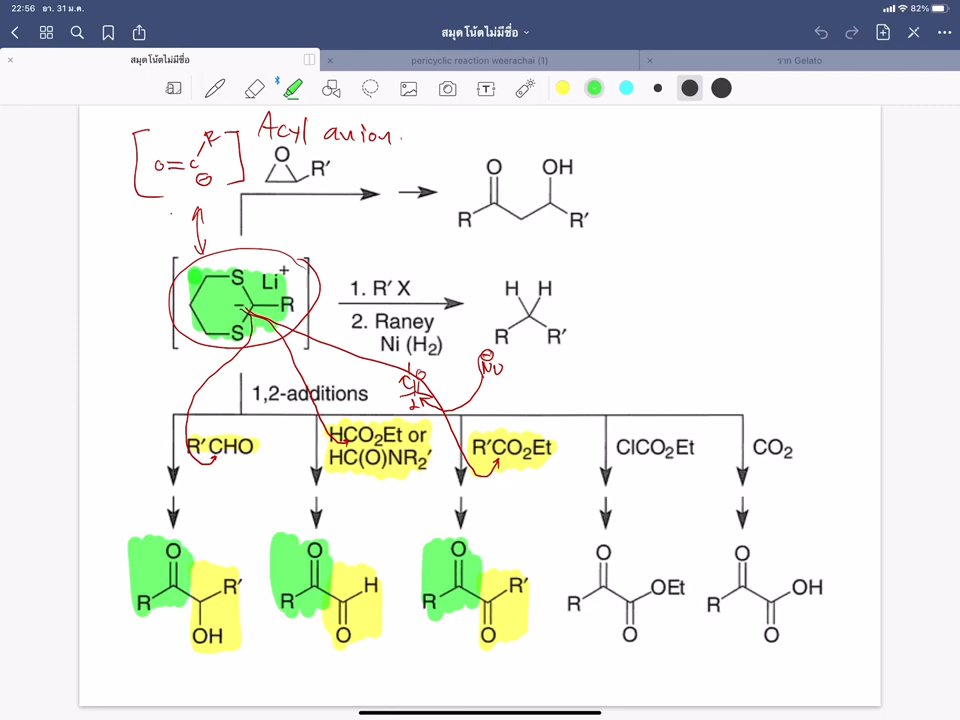 22:56 อา. 31 ม.ค.
82%
สมุดโน้ตไม่มีชื่อ
สมุดโน้ตไม่มีชื่อ
pericyclic reaction weerachai (1)
ราก Gelato
T
Acyl anion.
O=C R ⊖
O R′
O OH
R R′
S Li⁺
− R
S
1. R′ X
2. Raney
Ni (H₂)
H H
R R′
⊖
Nu
1 O
2
1,2-additions
R′CHO
HCO₂Et or
HC(O)NR₂′
R′CO₂Et
ClCO₂Et
CO₂
O R R′ OH
O R H O
O R R′ O
O R OEt O
O R OH O